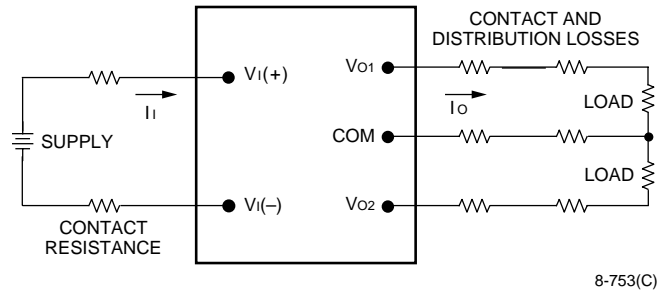 CONTACT AND
DISTRIBUTION LOSSES
VI(+)
VO1
II
IO
LOAD
SUPPLY
COM
LOAD
VI(–)
VO2
CONTACT
RESISTANCE
8-753(C)